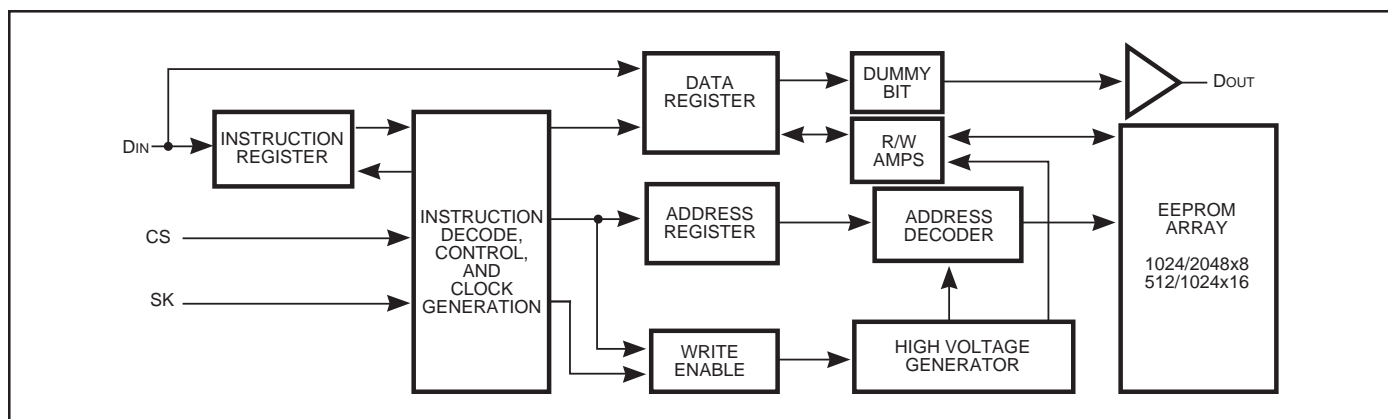 DATA
REGISTER
DUMMY
BIT
DOUT
DIN
INSTRUCTION
REGISTER
R/W
AMPS
CS
SK
INSTRUCTION
DECODE,
CONTROL,
AND
CLOCK
GENERATION
ADDRESS
REGISTER
ADDRESS
DECODER
EEPROM
ARRAY
1024/2048x8
512/1024x16
WRITE
ENABLE
HIGH VOLTAGE
GENERATOR